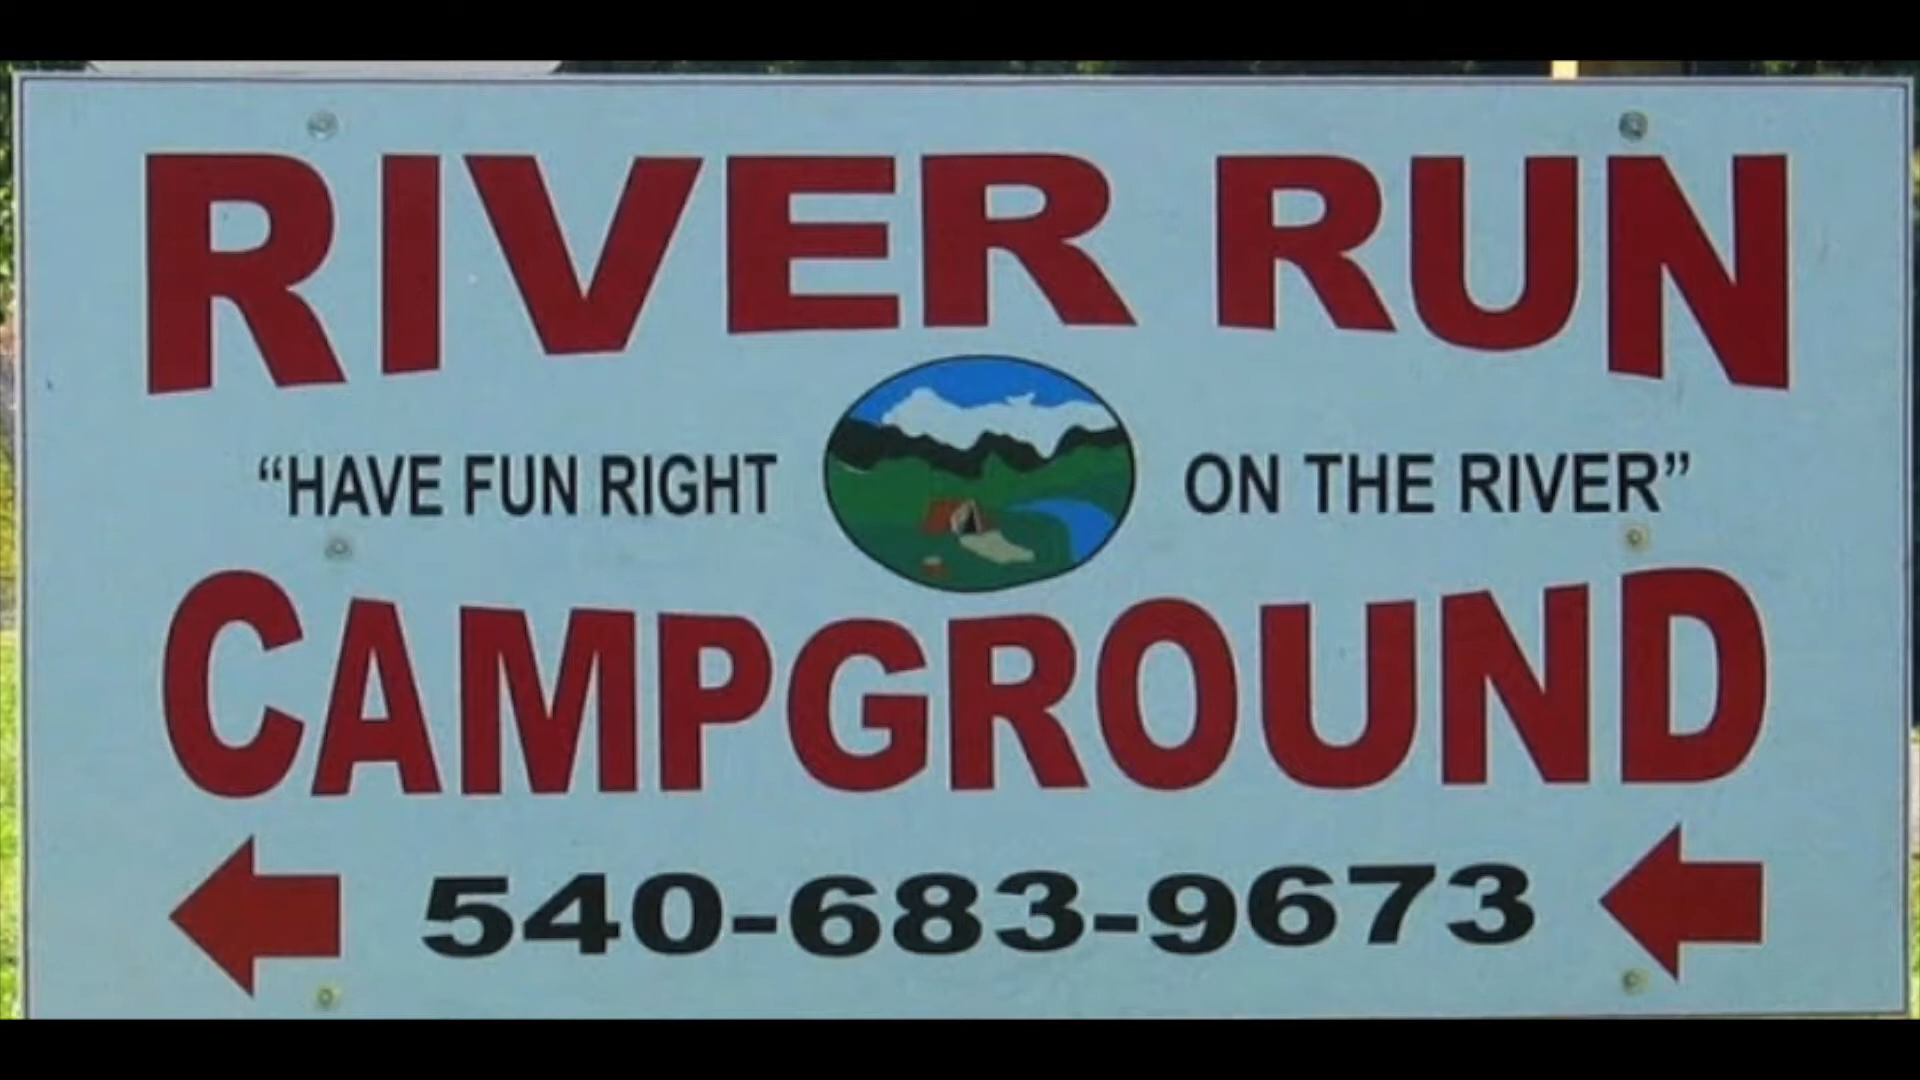 RIVER RUN
“HAVE FUN RIGHT ON THE RIVER”
CAMPGROUND
540-683-9673